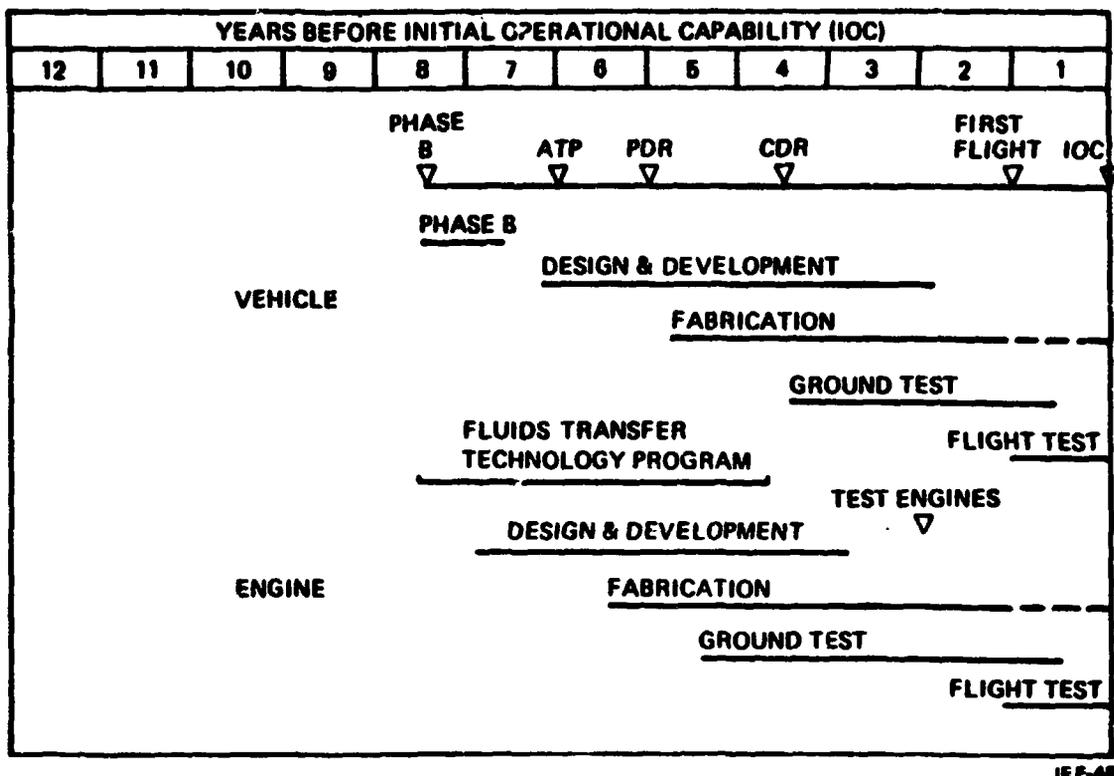 YEARS BEFORE INITIAL OPERATIONAL CAPABILITY (IOC)
12 11 10 9 8 7 6 5 4 3 2 1
PHASE B
ATP
PDR
CDR
FIRST FLIGHT
IOC
PHASE B
DESIGN & DEVELOPMENT
VEHICLE
FABRICATION
GROUND TEST
FLUIDS TRANSFER
TECHNOLOGY PROGRAM
FLIGHT TEST
TEST ENGINES
DESIGN & DEVELOPMENT
ENGINE
FABRICATION
GROUND TEST
FLIGHT TEST